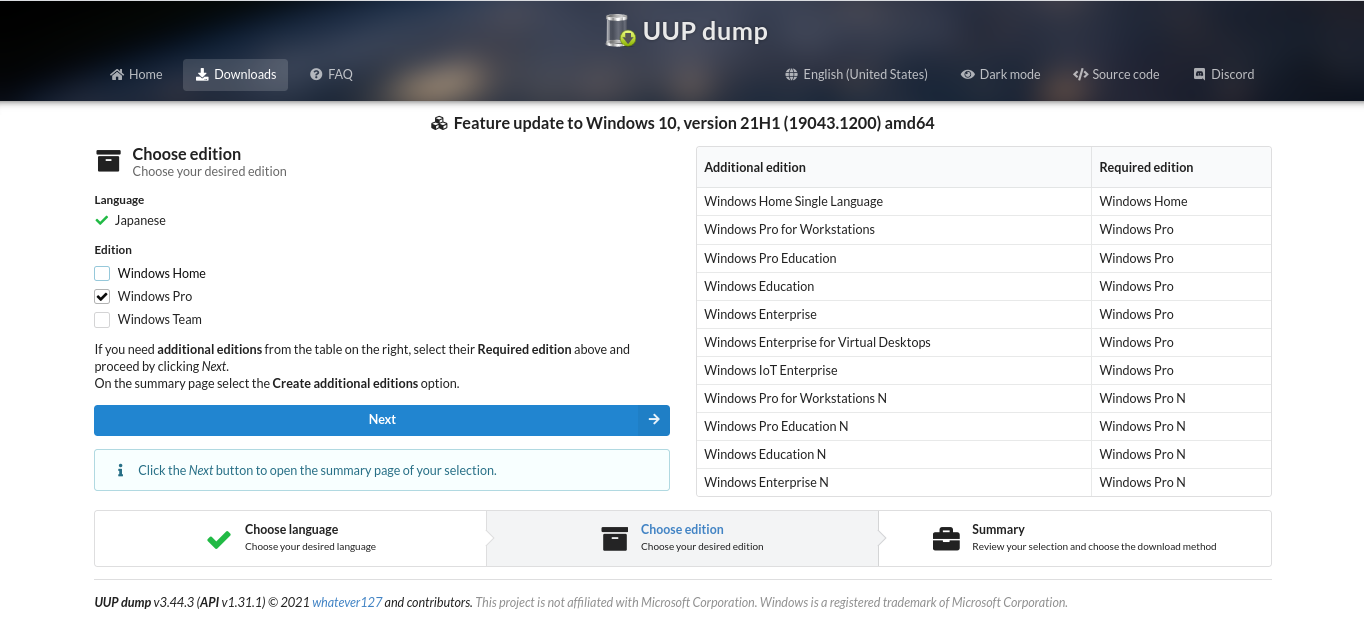 UUP dump
Home
Downloads
FAQ
English (United States)
Dark mode
Source code
Discord
Feature update to Windows 10, version 21H1 (19043.1200) amd64
Choose edition
Choose your desired edition
Language
Japanese
Edition
Windows Home
Windows Pro
Windows Team
If you need additional editions from the table on the right, select their Required edition above and
proceed by clicking Next.
On the summary page select the Create additional editions option.
Next
Click the Next button to open the summary page of your selection.
Additional edition Required edition
Windows Home Single Language Windows Home
Windows Pro for Workstations Windows Pro
Windows Pro Education Windows Pro
Windows Education Windows Pro
Windows Enterprise Windows Pro
Windows Enterprise for Virtual Desktops Windows Pro
Windows IoT Enterprise Windows Pro
Windows Pro for Workstations N Windows Pro N
Windows Pro Education N Windows Pro N
Windows Education N Windows Pro N
Windows Enterprise N Windows Pro N
Choose language
Choose your desired language
Choose edition
Choose your desired edition
Summary
Review your selection and choose the download method
UUP dump v3.44.3 (API v1.31.1) © 2021 whatever127 and contributors. This project is not affiliated with Microsoft Corporation. Windows is a registered trademark of Microsoft Corporation.